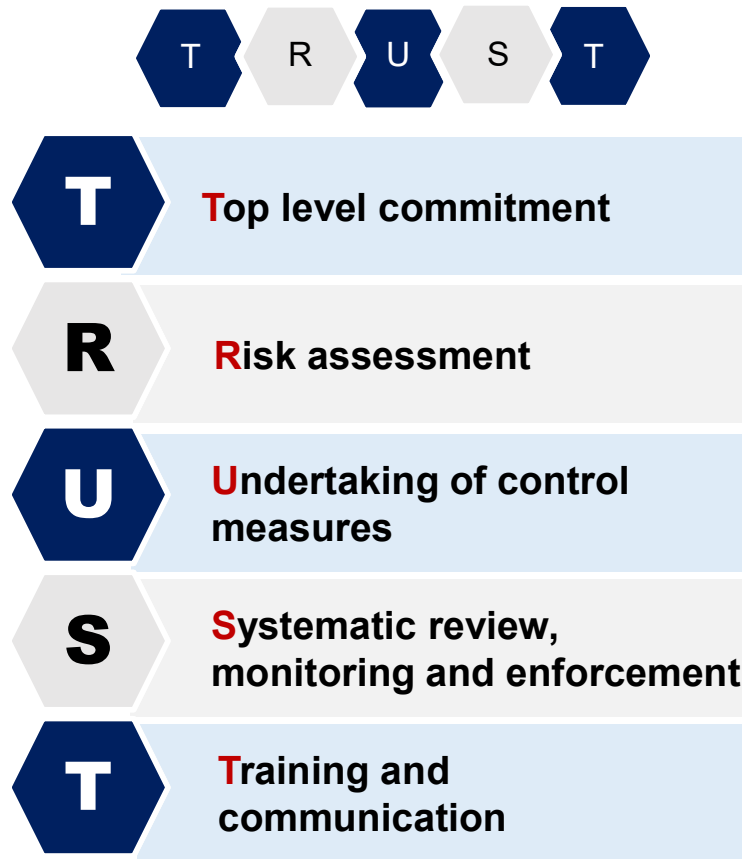 T R U S T
T
Top level commitment
R
Risk assessment
U
Undertaking of control
measures
S
Systematic review,
monitoring and enforcement
T
Training and
communication